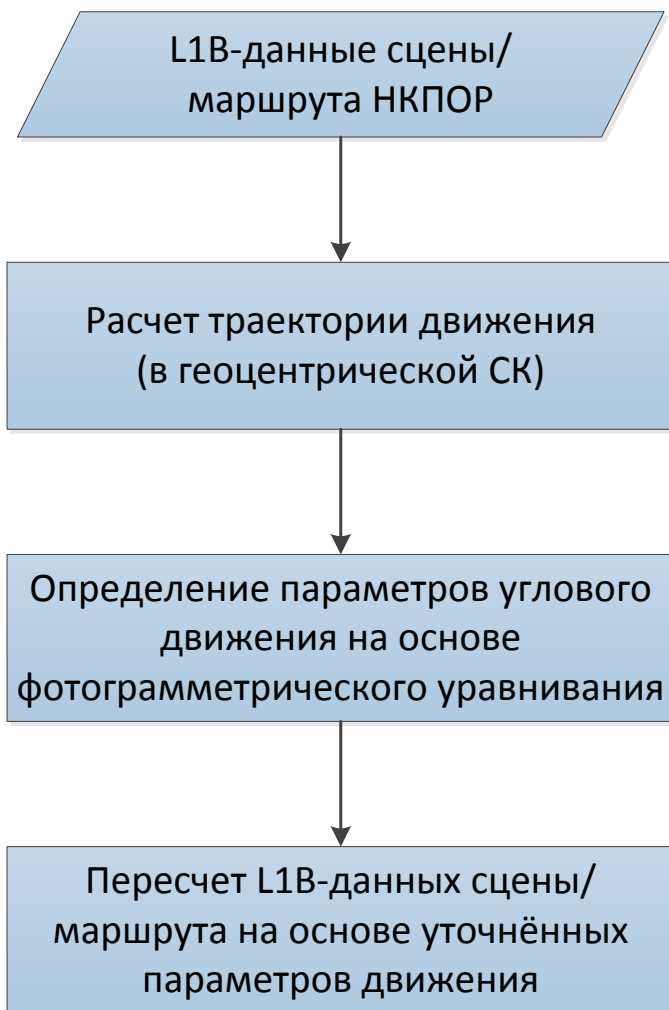 L1B-данные сцены/
маршрута НКПОР
Расчет траектории движения
(в геоцентрической СК)
Определение параметров углового
движения на основе
фотограмметрического уравнивания
Пересчет L1B-данных сцены/
маршрута на основе уточнённых
параметров движения